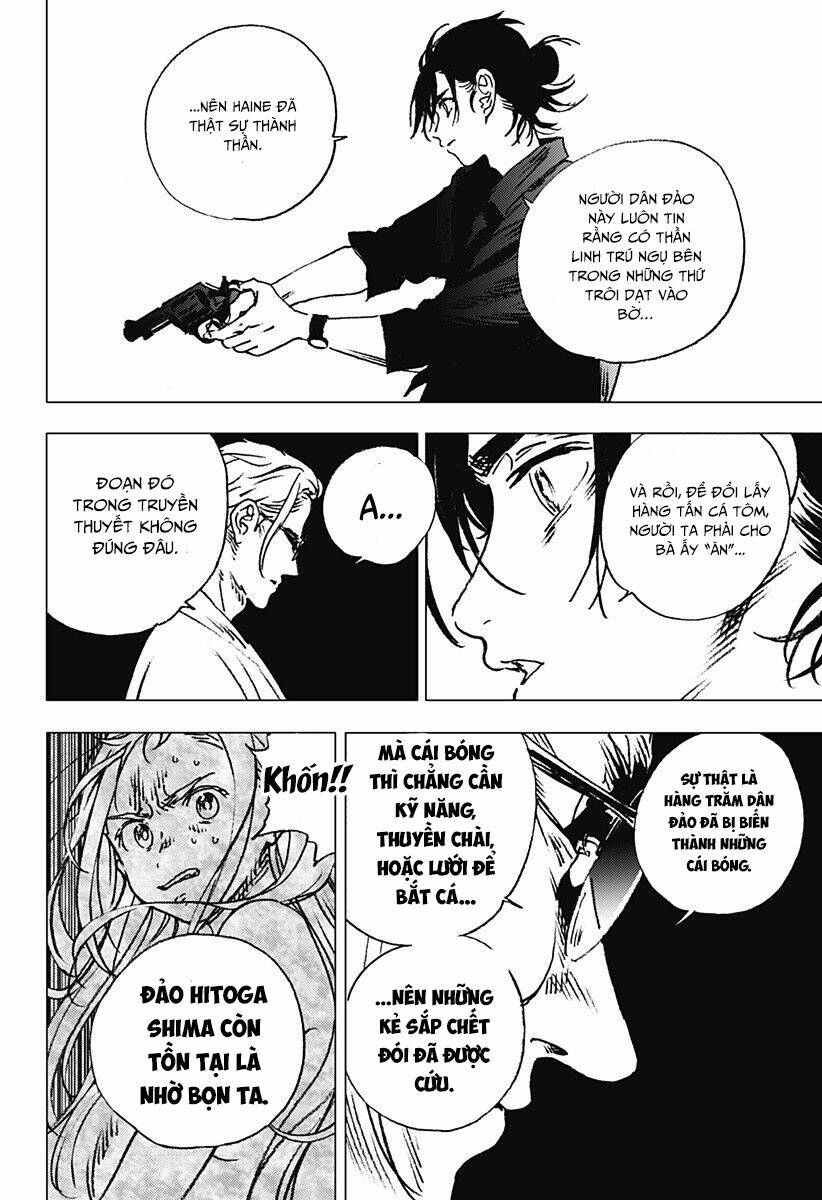 NGƯỜI DÂN ĐẢO
NÀY LUÔN TIN
RẰNG CÓ THẦN
LINH TRÚ NGỤ BÊN
TRONG NHỮNG THỨ
TRÔI DẠT VÀO
BỜ...
...NÊN HAINE ĐÃ
THẬT SỰ THÀNH
THẦN.
VÀ RỒI, ĐỂ ĐỔI LẤY
HÀNG TẤN CÁ TÔM,
NGƯỜI TA PHẢI CHO
BÀ ẤY “ĂN”...
A...
ĐOẠN ĐÓ
TRONG TRUYỀN
THUYẾT KHÔNG
ĐÚNG ĐÂU.
SỰ THẬT LÀ
HÀNG TRĂM DÂN
ĐẢO ĐÃ BỊ BIẾN
THÀNH NHỮNG
CÁI BÓNG.
MÀ CÁI BÓNG
THÌ CHẲNG CẦN
KỸ NĂNG,
THUYỀN CHÀI,
HOẶC LƯỚI ĐỂ
BẮT CÁ...
...NÊN NHỮNG
KẺ SẮP CHẾT
ĐÓI ĐÃ ĐƯỢC
CỨU.
Khốn!!
ĐẢO HITOGA
SHIMA CÒN
TỒN TẠI LÀ
NHỜ BỌN TA.